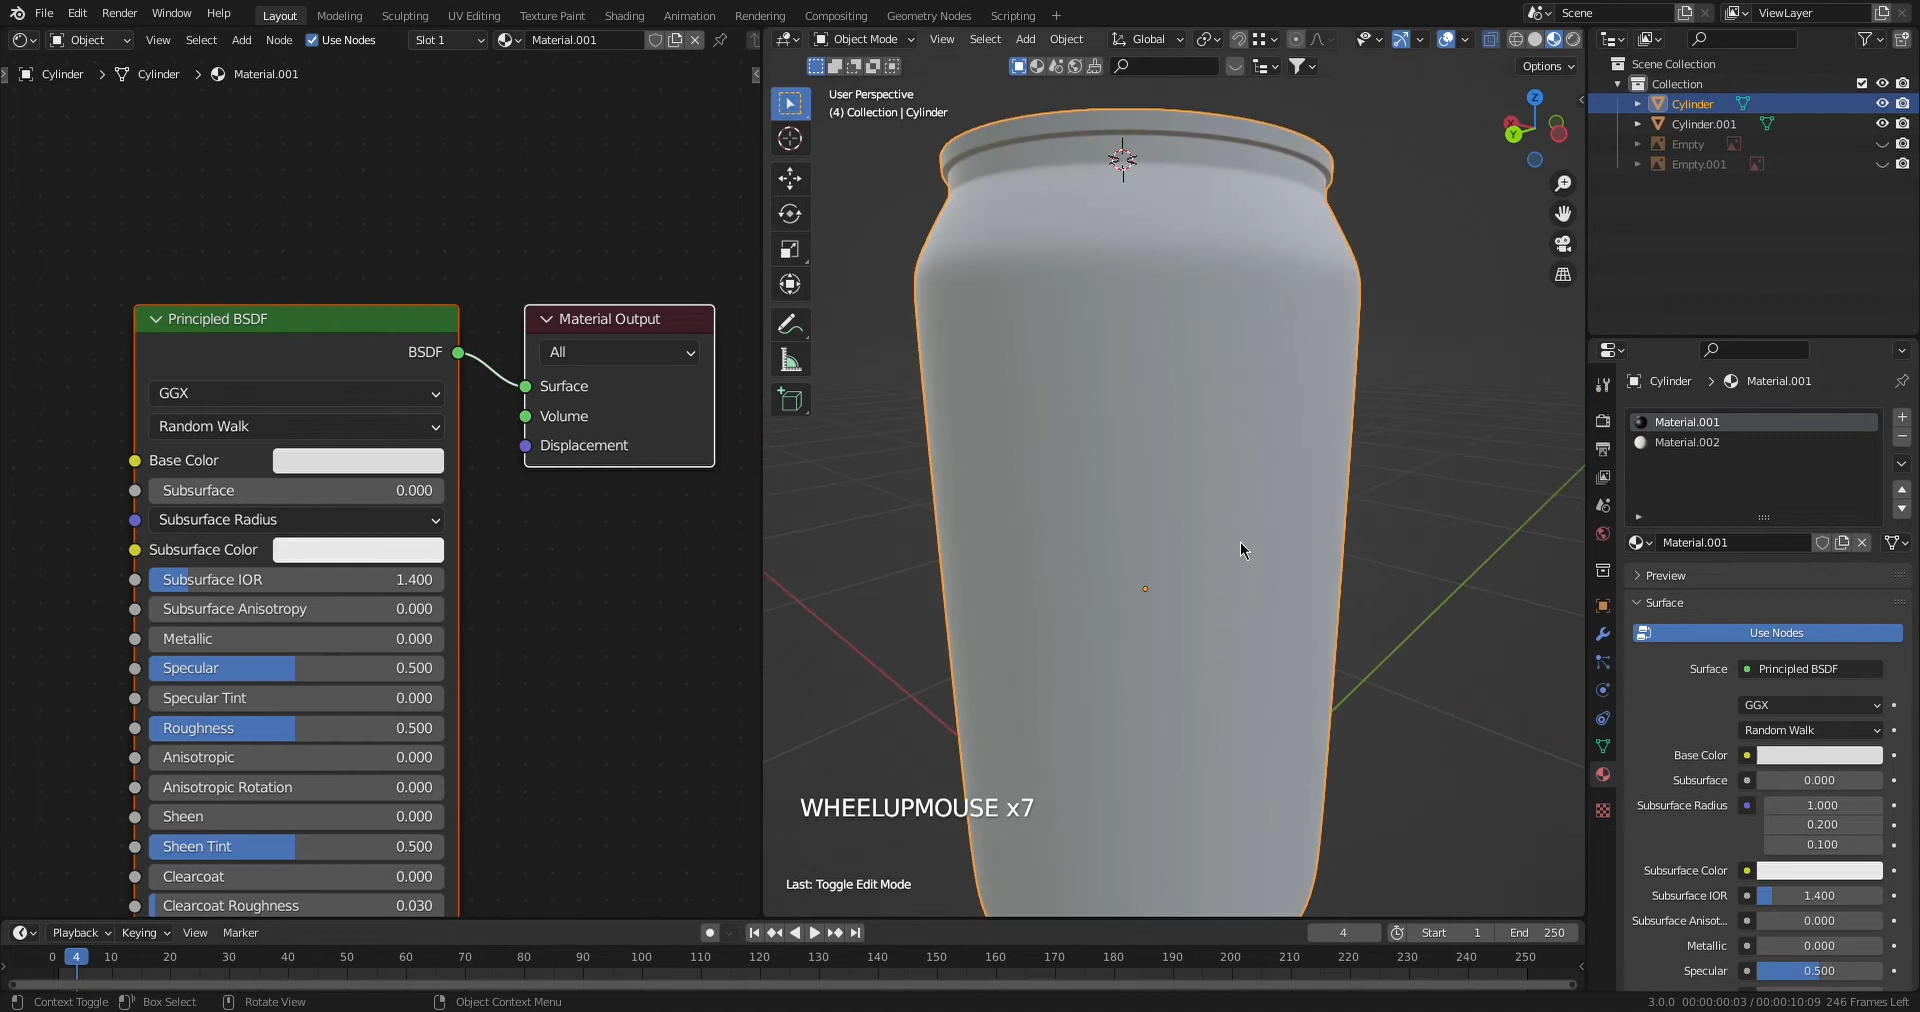 File Edit Render Window Help Layout Modeling Sculpting UV Editing Texture Paint Shading Animation Rendering Compositing Geometry Nodes Scripting + Scene ViewLayer
Object View Select Add Node Use Nodes Slot 1 Material.001
Object Mode View Select Add Object Global
Options
Cylinder > Cylinder > Material.001
User Perspective
(4) Collection | Cylinder
Z
X
Y
Scene Collection
Collection
Cylinder
Cylinder.001
Empty
Empty.001
Principled BSDF
BSDF
GGX
Random Walk
Base Color
Subsurface 0.000
Subsurface Radius
Subsurface Color
Subsurface IOR 1.400
Subsurface Anisotropy 0.000
Metallic 0.000
Specular 0.500
Specular Tint 0.000
Roughness 0.500
Anisotropic 0.000
Anisotropic Rotation 0.000
Sheen 0.000
Sheen Tint 0.500
Clearcoat 0.000
Clearcoat Roughness 0.030
Material Output
All
Surface
Volume
Displacement
WHEELUPMOUSE x7
Last: Toggle Edit Mode
Cylinder > Material.001
Material.001
Material.002
Material.001
Preview
Surface
Use Nodes
Surface Principled BSDF
GGX
Random Walk
Base Color
Subsurface 0.000
Subsurface Radius 1.000
0.200
0.100
Subsurface Color
Subsurface IOR 1.400
Subsurface Anisot... 0.000
Metallic 0.000
Specular 0.500
Playback Keying View Marker 4 Start 1 End 250
0 4 10 20 30 40 50 60 70 80 90 100 110 120 130 140 150 160 170 180 190 200 210 220 230 240 250
Context Toggle Box Select Rotate View Object Context Menu 3.0.0 00:00:00:03 / 00:00:10:09 246 Frames Left